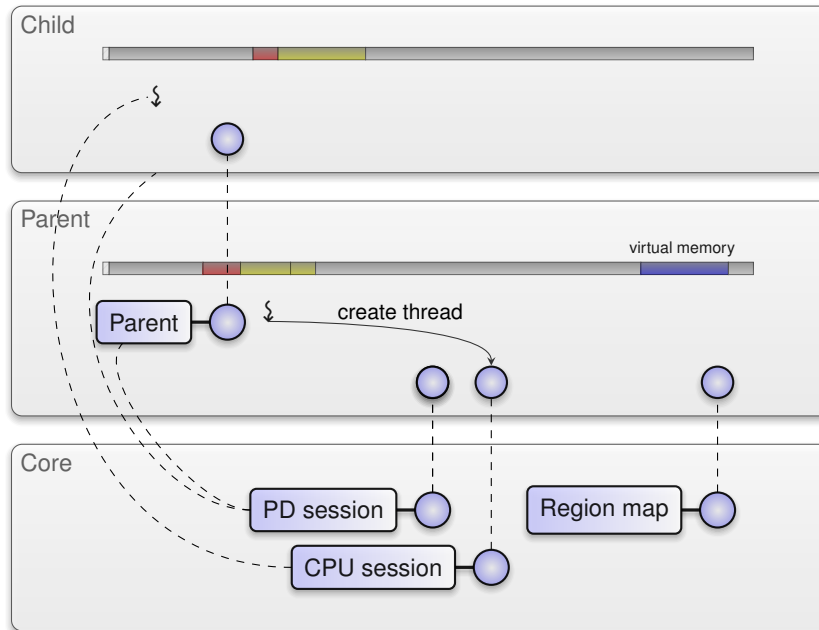 Child
Parent
virtual memory
Parent
create thread
Core
PD session
Region map
CPU session